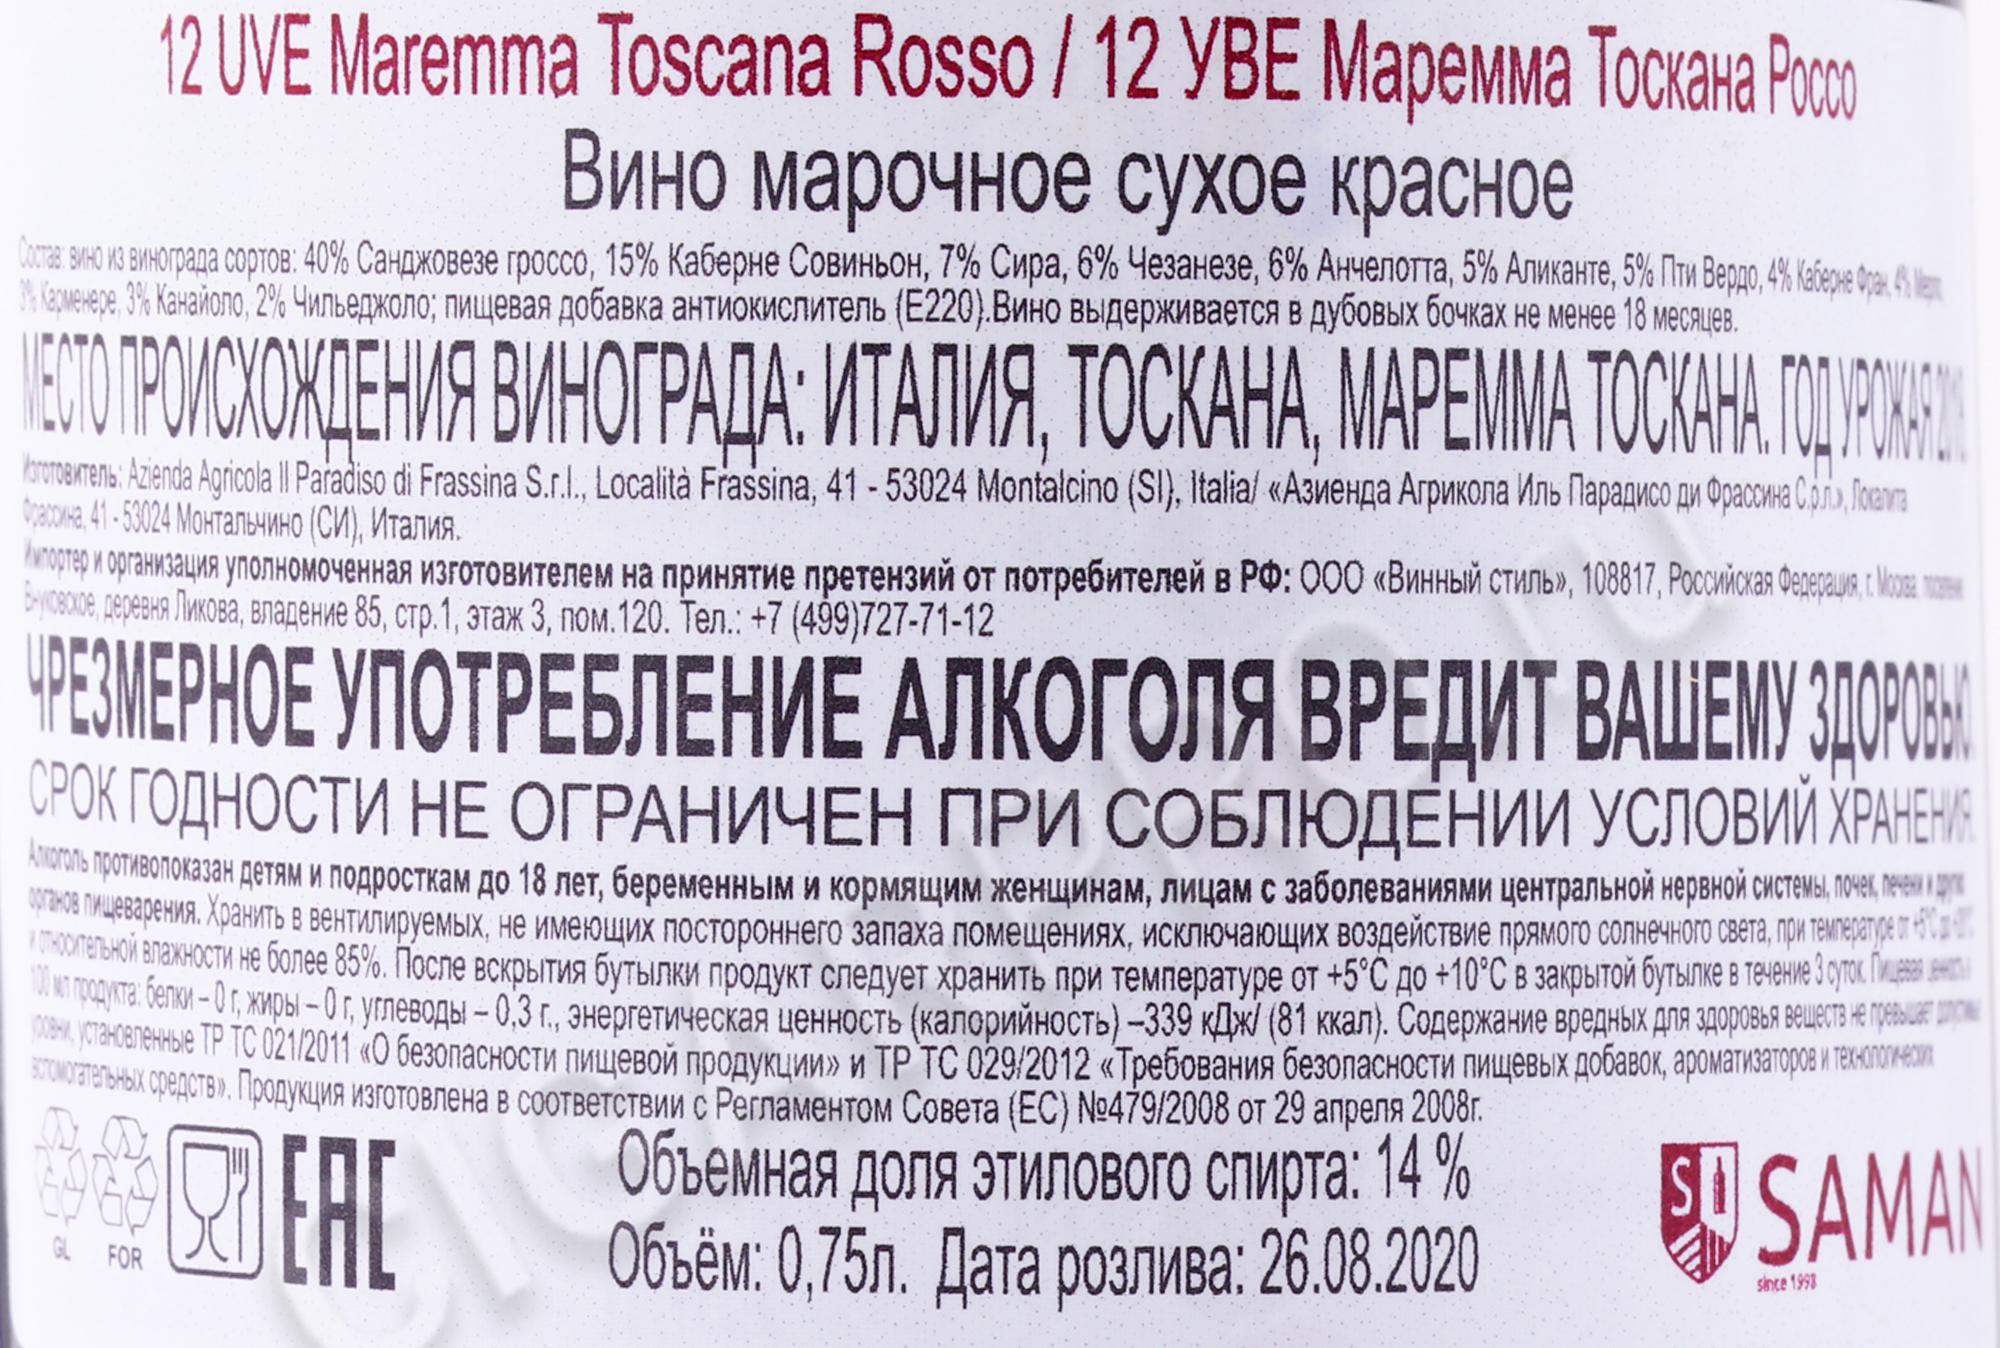 12 UVE Maremma Toscana Rosso / 12 УВЕ Маремма Тоскана Россо
Вино марочное сухое красное
Состав: вино из винограда сортов: 40% Санджовезе гроссо, 15% Каберне Совиньон, 7% Сира, 6% Чезанезе, 6% Анчелотта, 5% Аликанте, 5% Пти Вердо, 4% Каберне Фран, 4% Мерло,
3% Карменере, 3% Канайоло, 2% Чильеджоло; пищевая добавка антиокислитель (Е220).Вино выдерживается в дубовых бочках не менее 18 месяцев.
МЕСТО ПРОИСХОЖДЕНИЯ ВИНОГРАДА: ИТАЛИЯ, ТОСКАНА, МАРЕММА ТОСКАНА. ГОД УРОЖАЯ
Изготовитель: Azienda Agricola Il Paradiso di Frassina S.r.l., Località Frassina, 41 - 53024 Montalcino (SI), Italia/ «Азиенда Агрикола Иль Парадисо ди Фрассина С.р.л.», Локалита
Фрассина, 41 - 53024 Монтальчино (СИ), Италия.
Импортер и организация уполномоченная изготовителем на принятие претензий от потребителей в РФ: ООО «Винный стиль», 108817, Российская Федерация, г. Москва, поселение
Внуковское, деревня Ликова, владение 85, стр.1, этаж 3, пом.120. Тел.: +7 (499)727-71-12
ЧРЕЗМЕРНОЕ УПОТРЕБЛЕНИЕ АЛКОГОЛЯ ВРЕДИТ ВАШЕМУ ЗДОРОВЬЮ.
СРОК ГОДНОСТИ НЕ ОГРАНИЧЕН ПРИ СОБЛЮДЕНИИ УСЛОВИЙ ХРАНЕНИЯ.
Алкоголь противопоказан детям и подросткам до 18 лет, беременным и кормящим женщинам, лицам с заболеваниями центральной нервной системы, почек, печени и других
органов пищеварения. Хранить в вентилируемых, не имеющих постороннего запаха помещениях, исключающих воздействие прямого солнечного света, при температуре от +5°С до
и относительной влажности не более 85%. После вскрытия бутылки продукт следует хранить при температуре от +5°С до +10°С в закрытой бутылке в течение 3 суток. Пищевая ценность
100 мл продукта: белки – 0 г, жиры – 0 г, углеводы – 0,3 г., энергетическая ценность (калорийность) –339 кДж/ (81 ккал). Содержание вредных для здоровья веществ не превышает
уровни, установленные ТР ТС 021/2011 «О безопасности пищевой продукции» и ТР ТС 029/2012 «Требования безопасности пищевых добавок, ароматизаторов и технологических
вспомогательных средств». Продукция изготовлена в соответствии с Регламентом Совета (ЕС) №479/2008 от 29 апреля 2008г.
GL FOR EAC
Объемная доля этилового спирта: 14 %
Объём: 0,75л. Дата розлива: 26.08.2020
SAMAN
since 1998